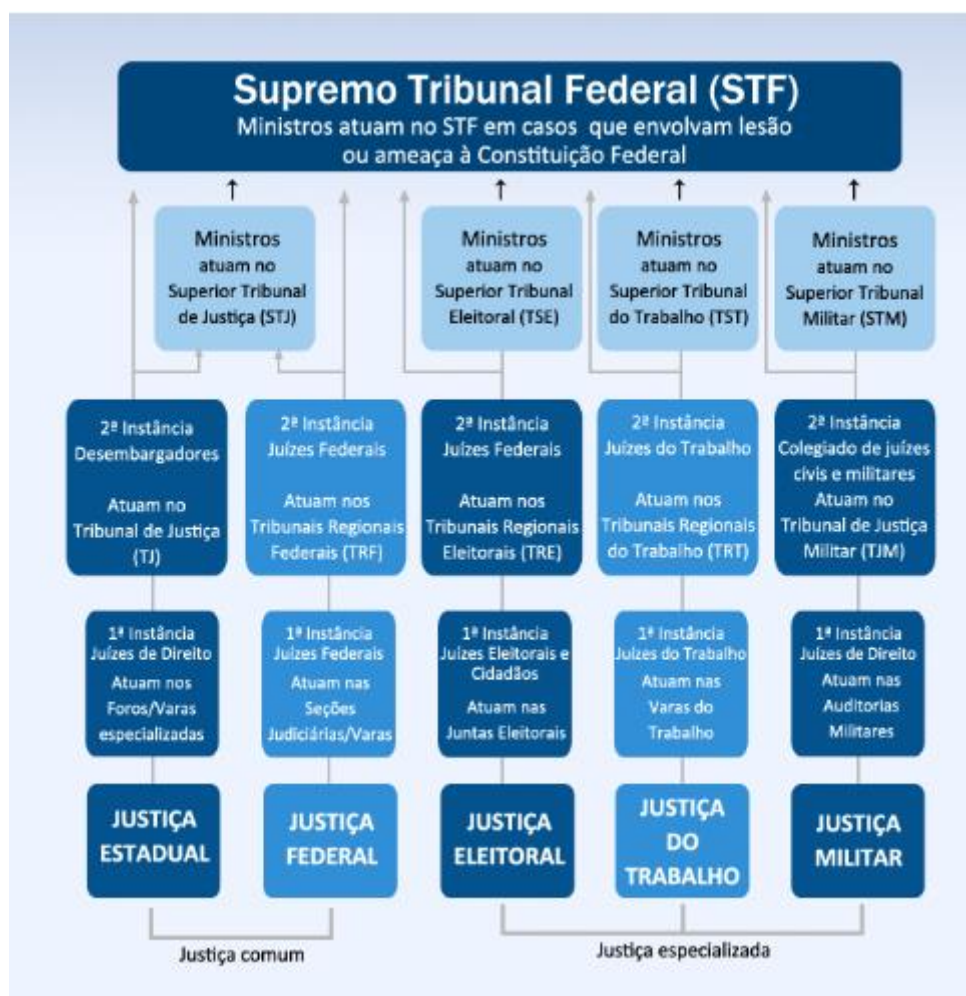 Supremo Tribunal Federal (STF)
Ministros atuam no STF em casos que envolvam lesão
ou ameaça à Constituição Federal
Ministros
atuam no
Superior Tribunal
de Justiça (STJ)
Ministros
atuam no
Superior Tribunal
Eleitoral (TSE)
Ministros
atuam no
Superior Tribunal
do Trabalho (TST)
Ministros
atuam no
Superior Tribunal
Militar (STM)
2ª Instância
Desembargadores
Atuam no
Tribunal de Justiça
(TJ)
2ª Instância
Juízes Federais
Atuam nos
Tribunais Regionais
Federais (TRF)
2ª Instância
Juízes Federais
Atuam nos
Tribunais Regionais
Eleitorais (TRE)
2ª Instância
Juízes do Trabalho
Atuam nos
Tribunais Regionais
do Trabalho (TRT)
2ª Instância
Colegiado de juízes
civis e militares
Atuam no
Tribunal de Justiça
Militar (TJM)
1ª Instância
Juízes de Direito
Atuam nos
Foros/Varas
especializadas
1ª Instância
Juízes Federais
Atuam nas
Seções
Judiciárias/Varas
1ª Instância
Juízes Eleitorais e
Cidadãos
Atuam nas
Juntas Eleitorais
1ª Instância
Juízes do Trabalho
Atuam nas
Varas do
Trabalho
1ª Instância
Juízes de Direito
Atuam nas
Auditorias
Militares
JUSTIÇA
ESTADUAL
JUSTIÇA
FEDERAL
JUSTIÇA
ELEITORAL
JUSTIÇA
DO
TRABALHO
JUSTIÇA
MILITAR
Justiça comum
Justiça especializada